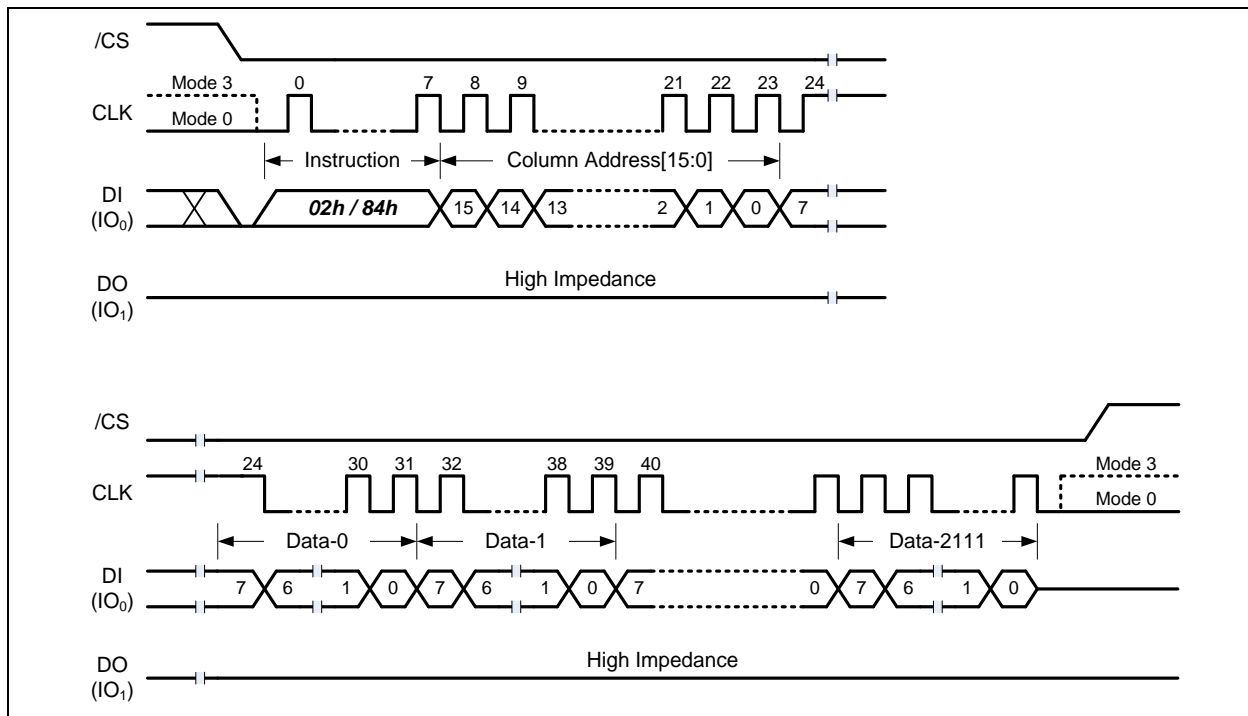 /CS
Mode 3 0 7 8 9 21 22 23 24
CLK
Mode 0
Instruction Column Address[15:0]
DI
(IO₀)
02h / 84h 15 14 13 2 1 0 7
High Impedance
DO
(IO₁)
/CS
24 30 31 32 38 39 40 Mode 3
CLK
Mode 0
Data-0 Data-1 Data-2111
DI
(IO₀)
7 6 1 0 7 6 1 0 7 0 7 6 1 0
High Impedance
DO
(IO₁)